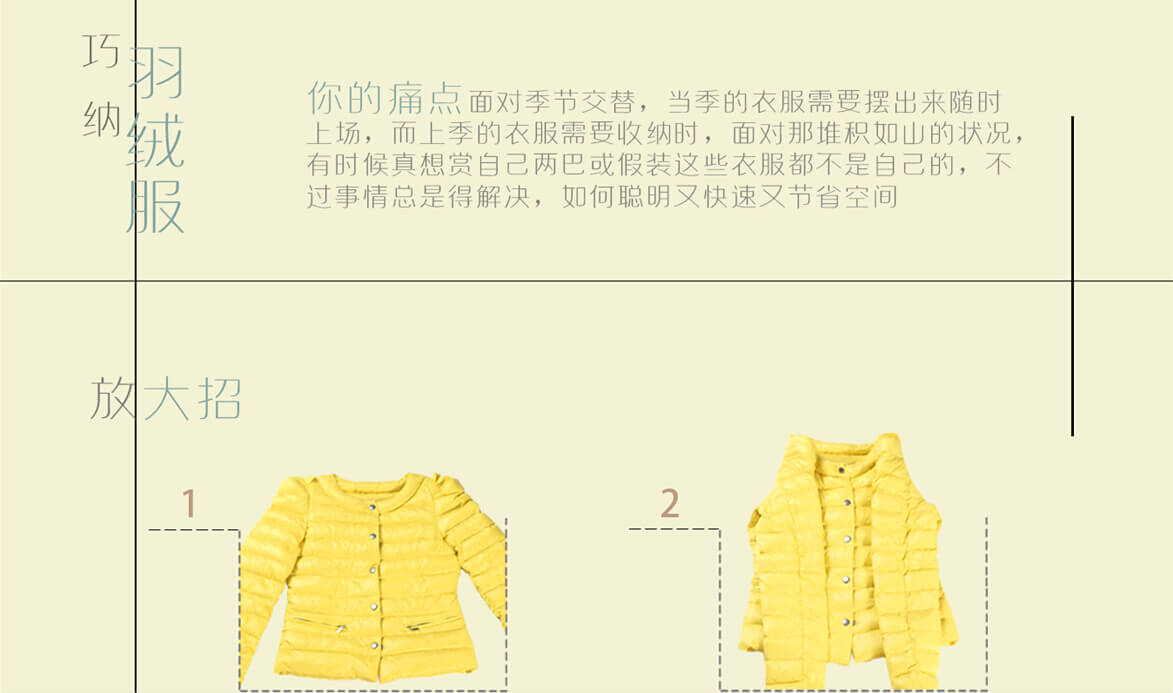 巧纳
羽绒服
你的痛点面对季节交替，当季的衣服需要摆出来随时
上场，而上季的衣服需要收纳时，面对那堆积如山的状况，
有时候真想赏自己两巴或假装这些衣服都不是自己的，不
过事情总是得解决，如何聪明又快速又节省空间
放大招
1
2